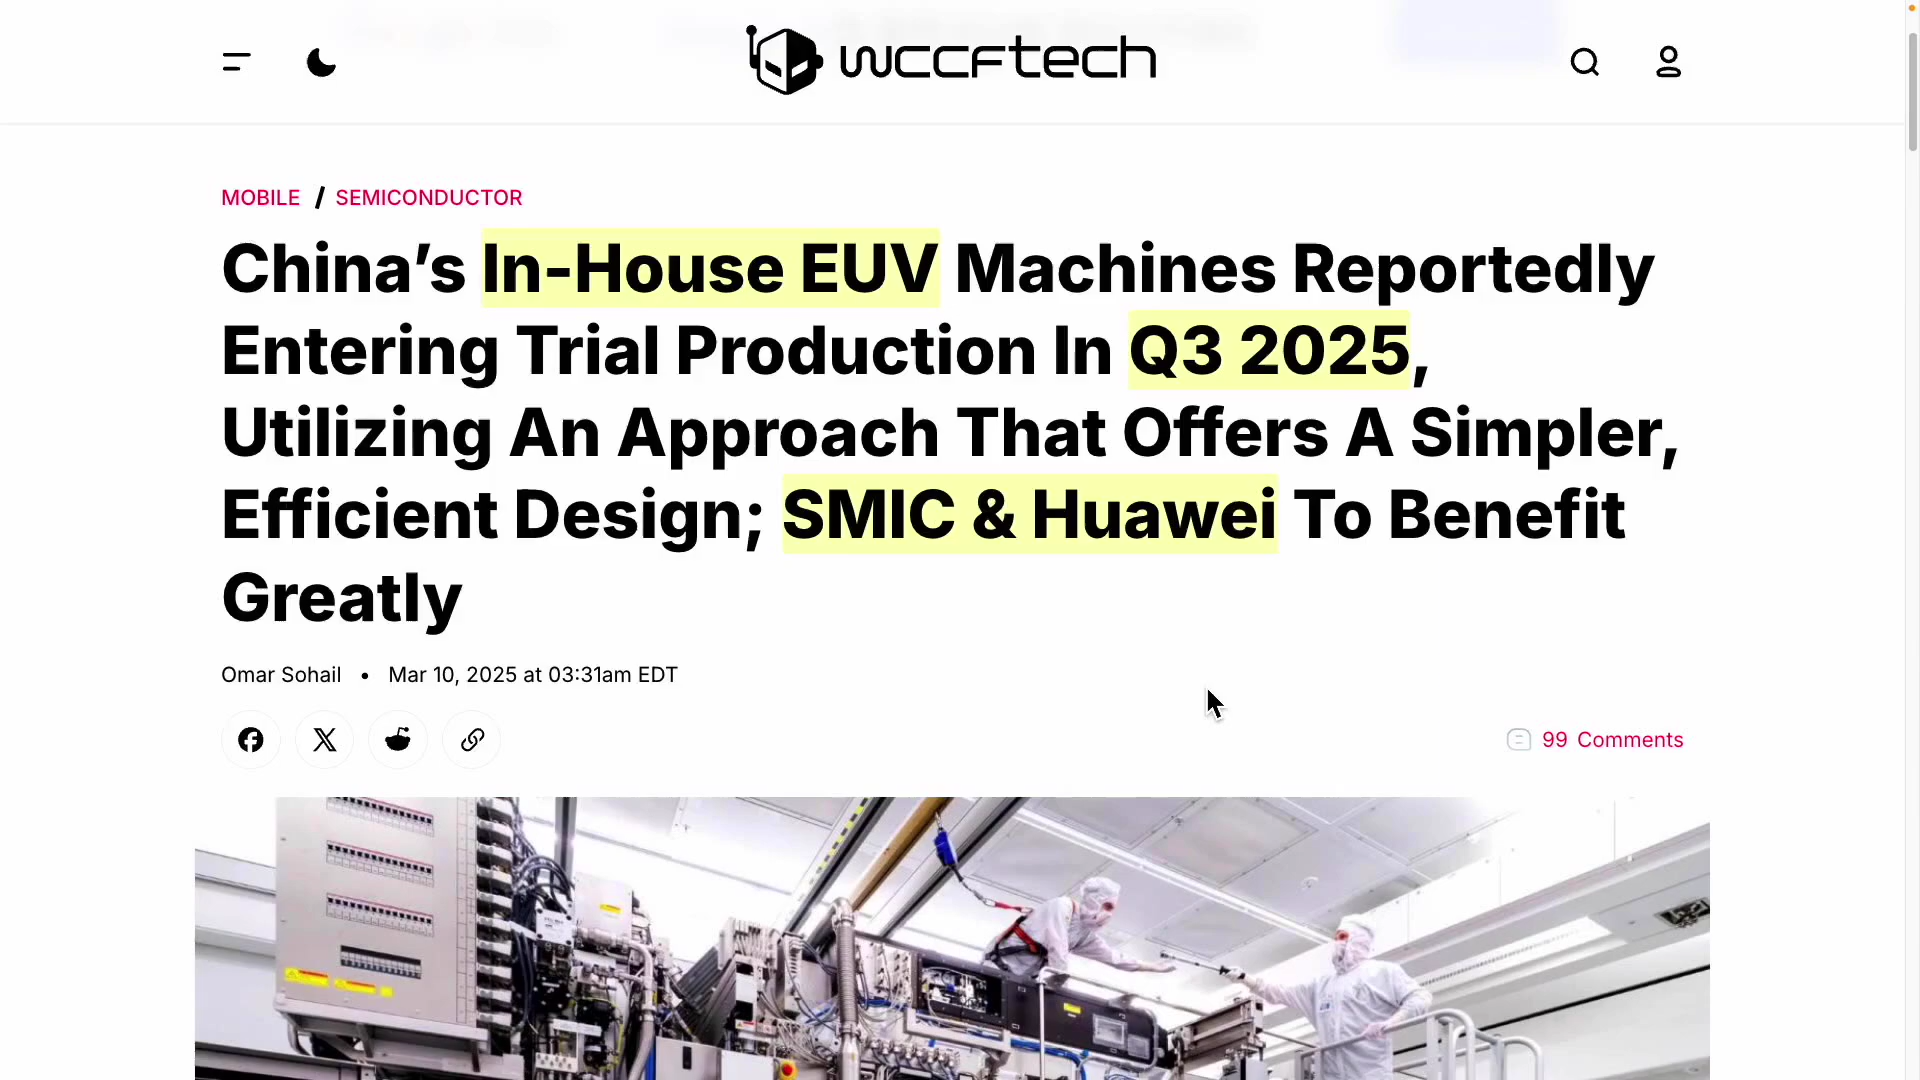 wccftech
MOBILE / SEMICONDUCTOR
China’s In-House EUV Machines Reportedly
Entering Trial Production In Q3 2025,
Utilizing An Approach That Offers A Simpler,
Efficient Design; SMIC & Huawei To Benefit
Greatly
Omar Sohail • Mar 10, 2025 at 03:31am EDT
99 Comments